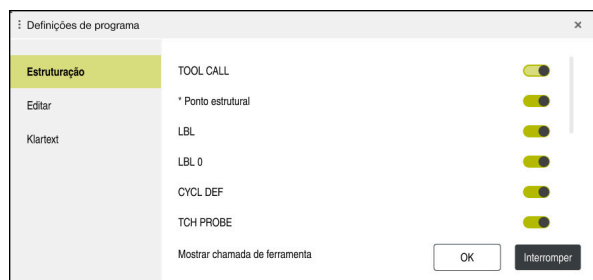 Definições de programa
Estruturação
Editar
Klartext
TOOL CALL
* Ponto estrutural
LBL
LBL 0
CYCL DEF
TCH PROBE
Mostrar chamada de ferramenta
OK
Interromper